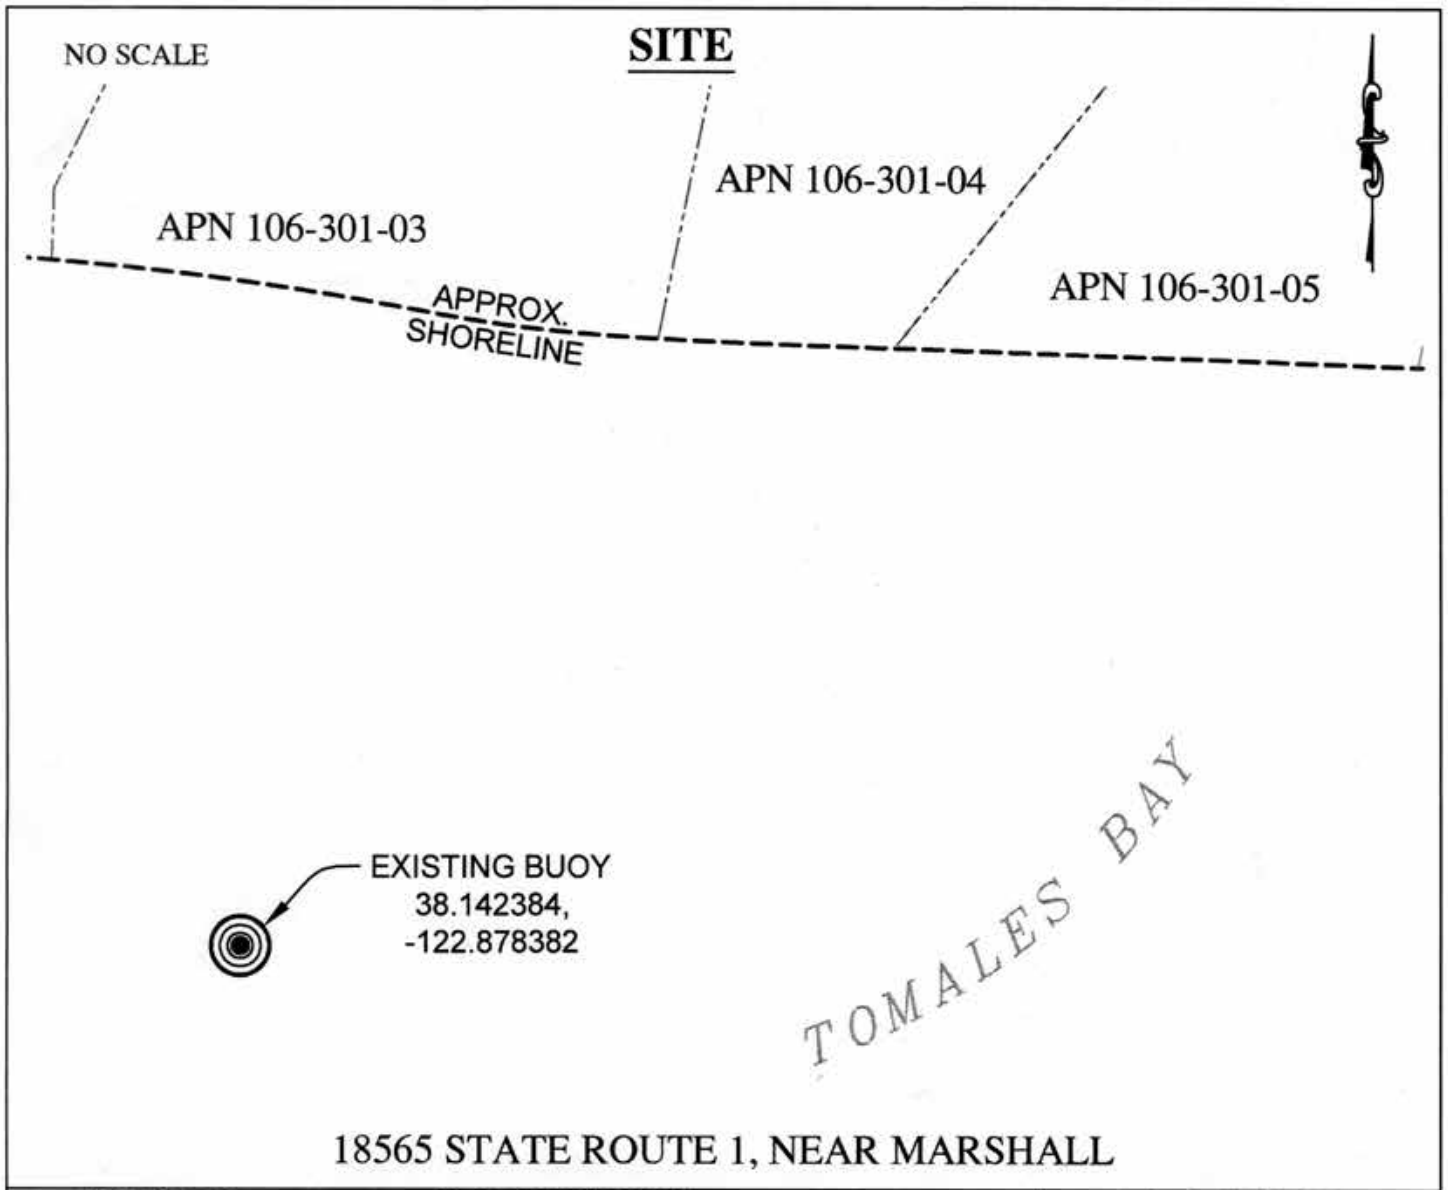 SITE
NO SCALE
APN 106-301-04
APN 106-301-03
APN 106-301-05
APPROX.
SHORELINE
EXISTING BUOY
38.142384,
-122.878382
TOMALES BAY
18565 STATE ROUTE 1, NEAR MARSHALL